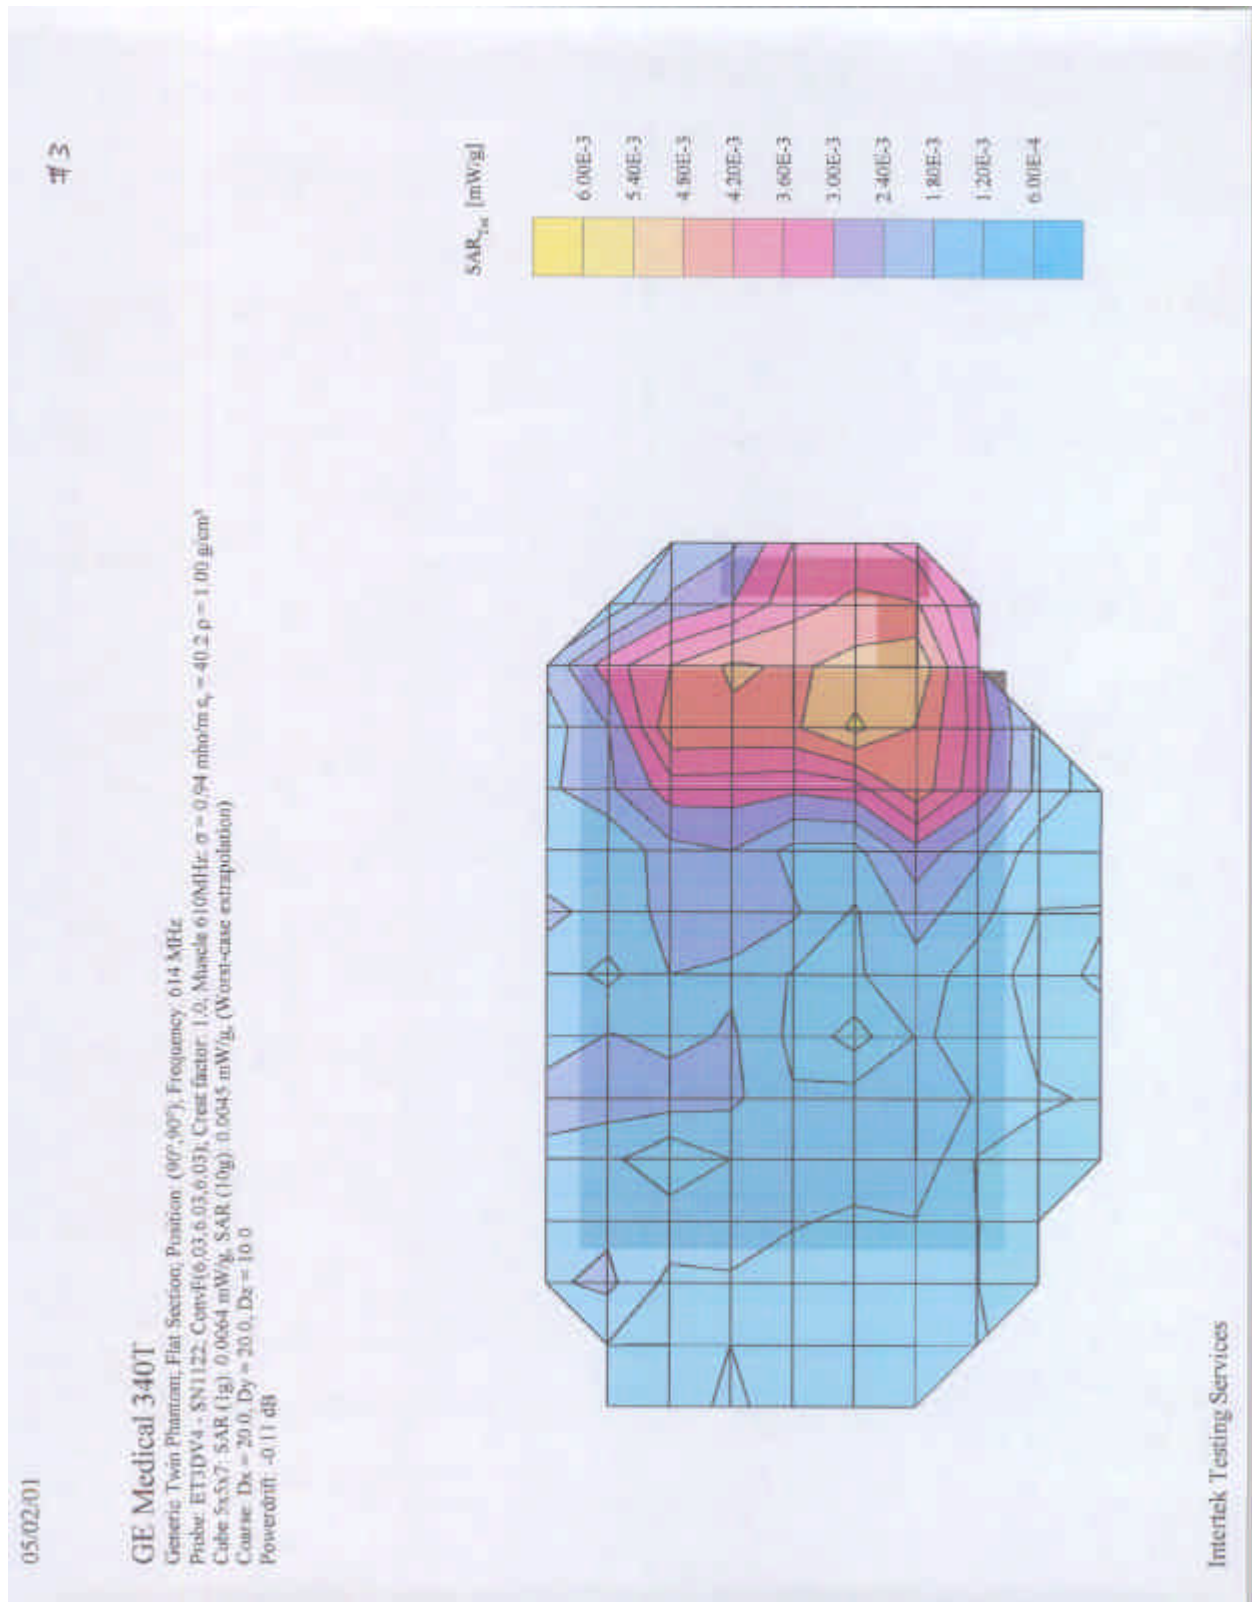 05/02/01
#3
GE Medical 340T
Generic Twin Phantom; Flat Section; Position: (90°,90°); Frequency: 614 MHz
Probe: ET3DV4 - SN1122; ConvF(6.03,6.03,6.03); Crest factor: 1.0; Muscle 610MHz: σ = 0.94 mho/m εr = 40.2 ρ = 1.00 g/cm³
Cube 5x5x7: SAR (1g): 0.0064 mW/g, SAR (10g): 0.0045 mW/g, (Worst-case extrapolation)
Coarse: Dx = 20.0, Dy = 20.0, Dz = 10.0
Powerdrift: -0.11 dB
SARTot [mW/g]
6.00E-3
5.40E-3
4.80E-3
4.20E-3
3.60E-3
3.00E-3
2.40E-3
1.80E-3
1.20E-3
6.00E-4
Intertek Testing Services